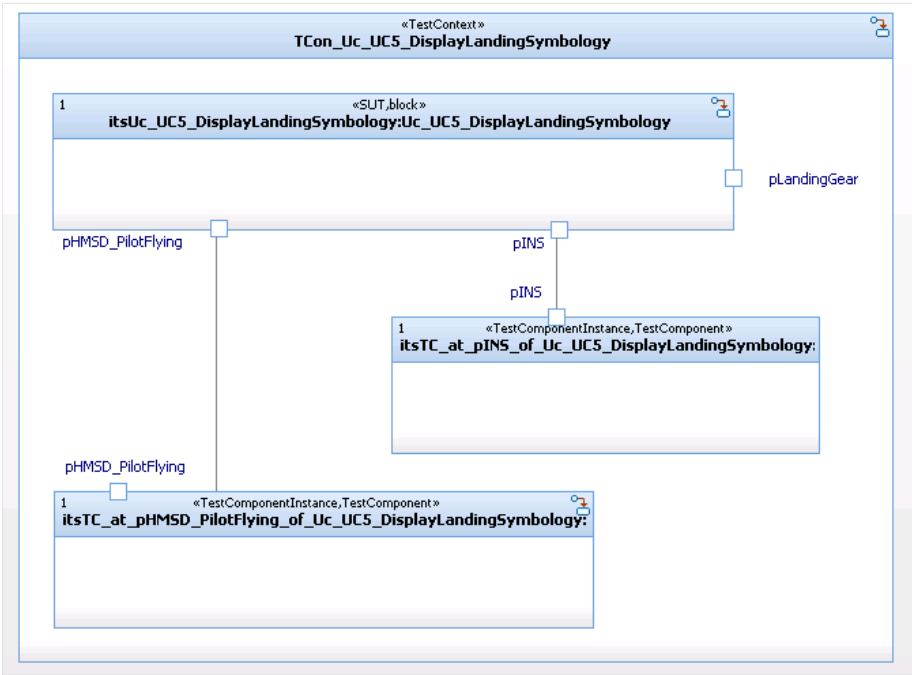 «TestContext»
TCon_Uc_UC5_DisplayLandingSymbology
1 «SUT,block»
itsUc_UC5_DisplayLandingSymbology:Uc_UC5_DisplayLandingSymbology
pLandingGear
pHMSD_PilotFlying
pINS
pINS
1 «TestComponentInstance,TestComponent»
itsTC_at_pINS_of_Uc_UC5_DisplayLandingSymbology:
pHMSD_PilotFlying
1 «TestComponentInstance,TestComponent»
itsTC_at_pHMSD_PilotFlying_of_Uc_UC5_DisplayLandingSymbology: